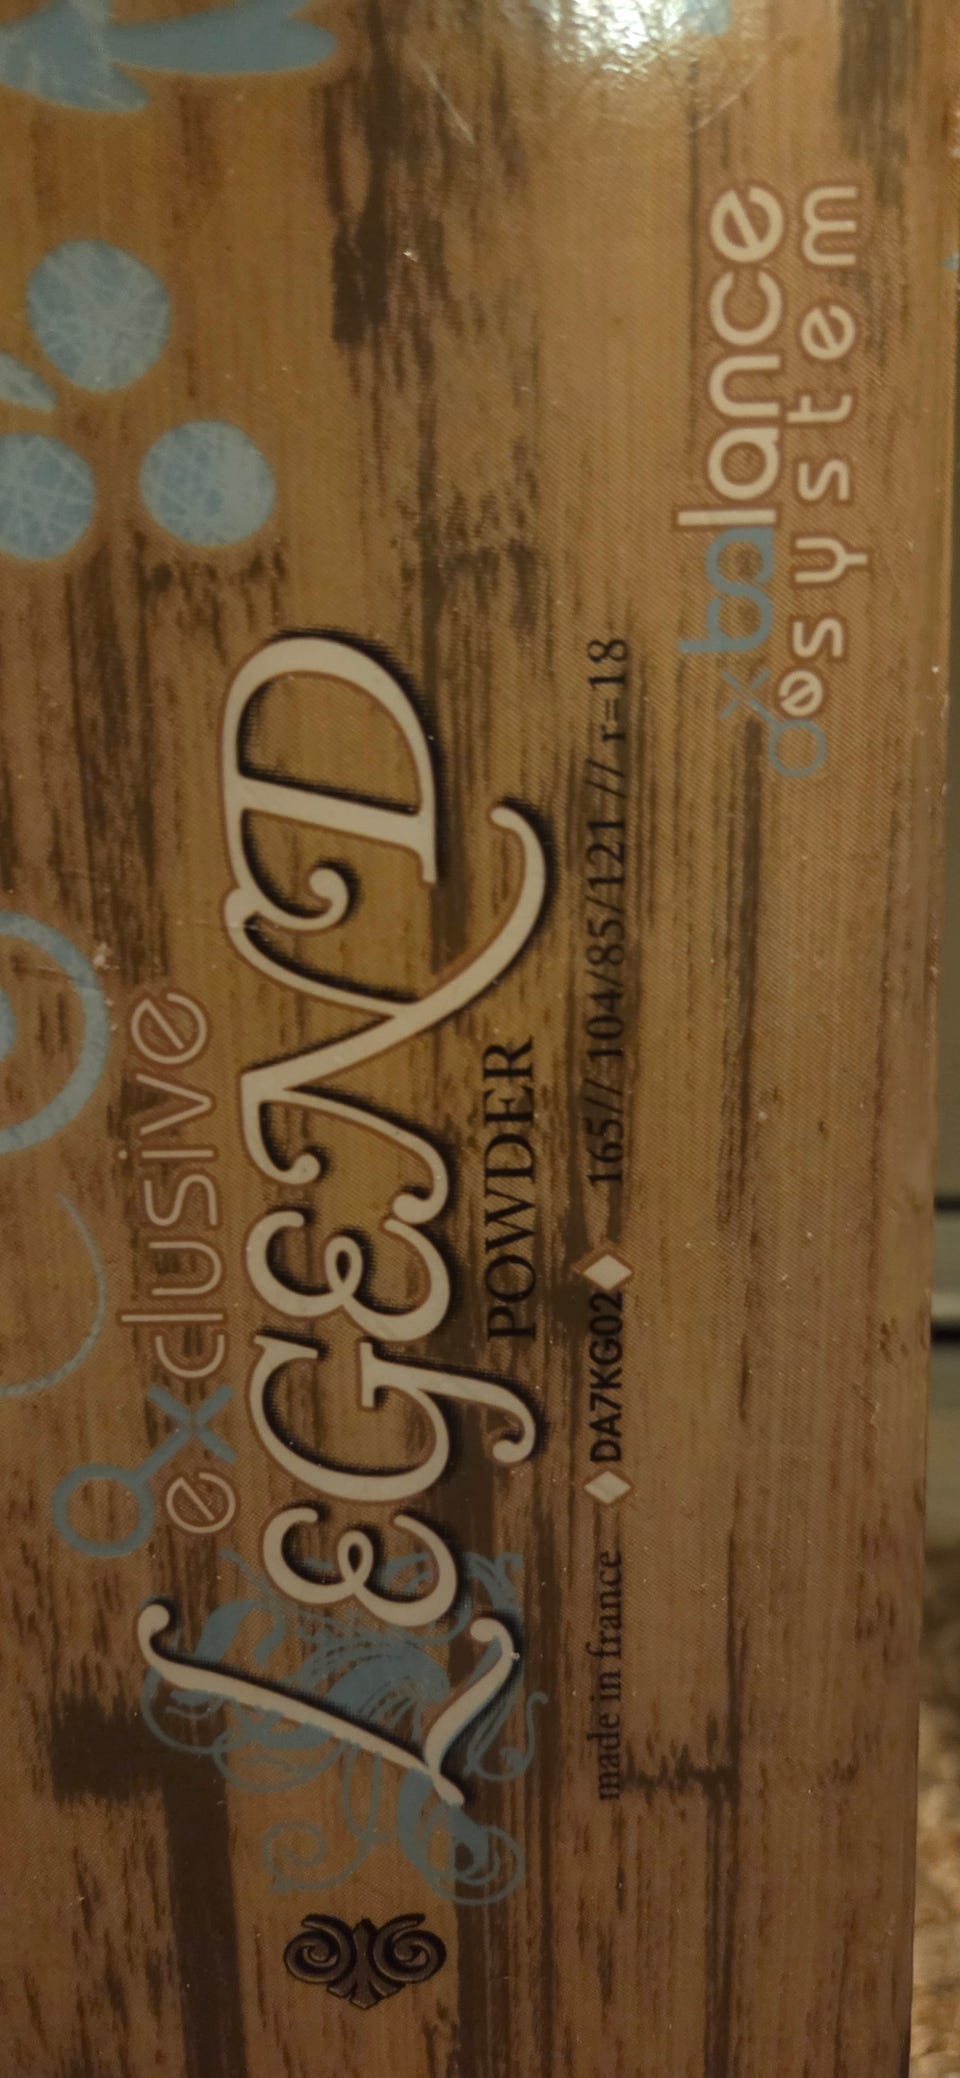 exclusive
LEGEND
POWDER
made in france ◊DA7KG02◊ 165//104/85/121 // r=18
balance
system